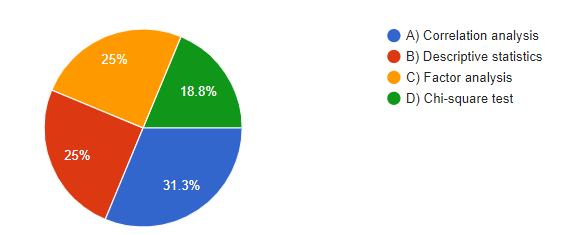 25%
18.8%
25%
31.3%
A) Correlation analysis
B) Descriptive statistics
C) Factor analysis
D) Chi-square test